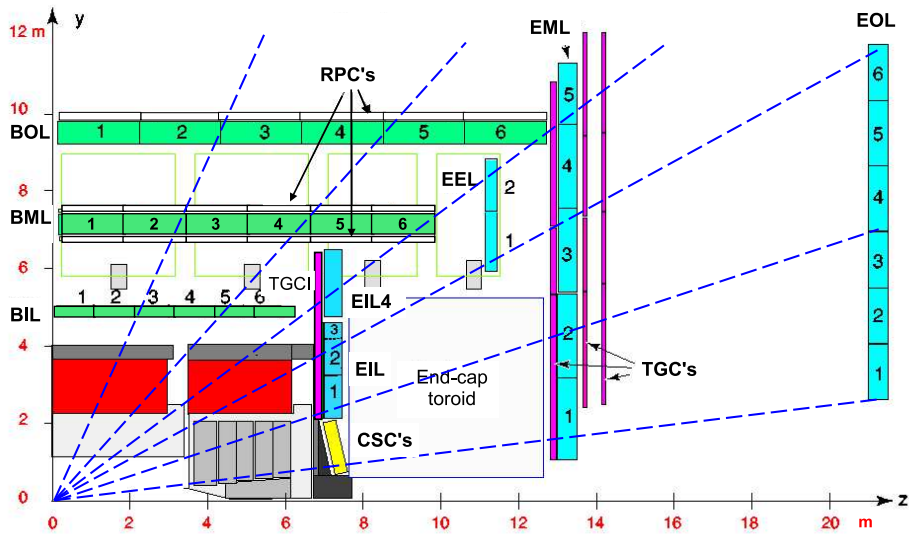 y
EOL
12 m
EML
6
RPC's
5
10
BOL
1 2 3 4 5 6
5
4
EEL
8
2
4
BML
1 2 3 4 5 6
3
1
3
6
TGCI
1 2 3 4 5 6
EIL4
2
BIL
3
2
4
2
EIL
TGC's
1
1
End-cap
toroid
1
2
CSC's
0
z
0 2 4 6 8 10 12 14 16 18 20 m